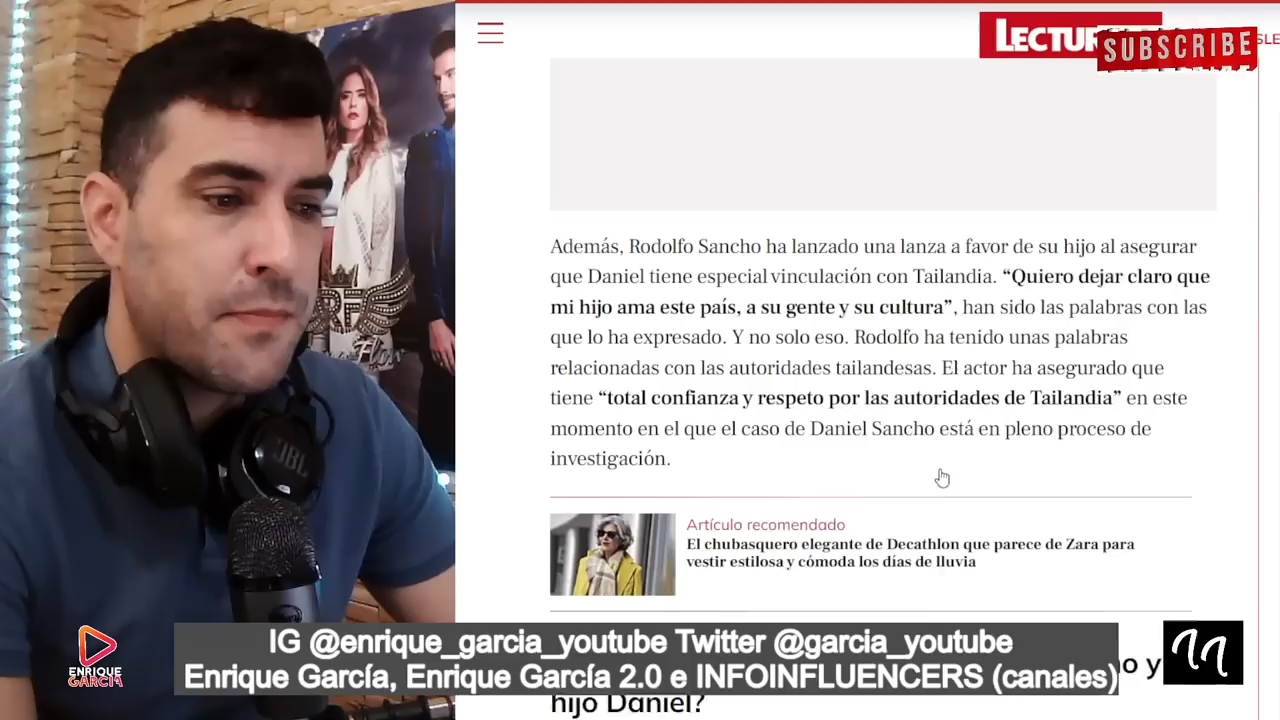 LECTUR
SUBSCRIBE
SLE
Además, Rodolfo Sancho ha lanzado una lanza a favor de su hijo al asegurar
que Daniel tiene especial vinculación con Tailandia. “Quiero dejar claro que
mi hijo ama este país, a su gente y su cultura”, han sido las palabras con las
que lo ha expresado. Y no solo eso. Rodolfo ha tenido unas palabras
relacionadas con las autoridades tailandesas. El actor ha asegurado que
tiene “total confianza y respeto por las autoridades de Tailandia” en este
momento en el que el caso de Daniel Sancho está en pleno proceso de
investigación.
Artículo recomendado
El chubasquero elegante de Decathlon que parece de Zara para
vestir estilosa y cómoda los días de lluvia
o y
hijo Daniel?
IG @enrique_garcia_youtube Twitter @garcia_youtube
Enrique García, Enrique García 2.0 e INFOINFLUENCERS (canales)
ENRIQUE
GARCÍA
JBL
RFS
Flow